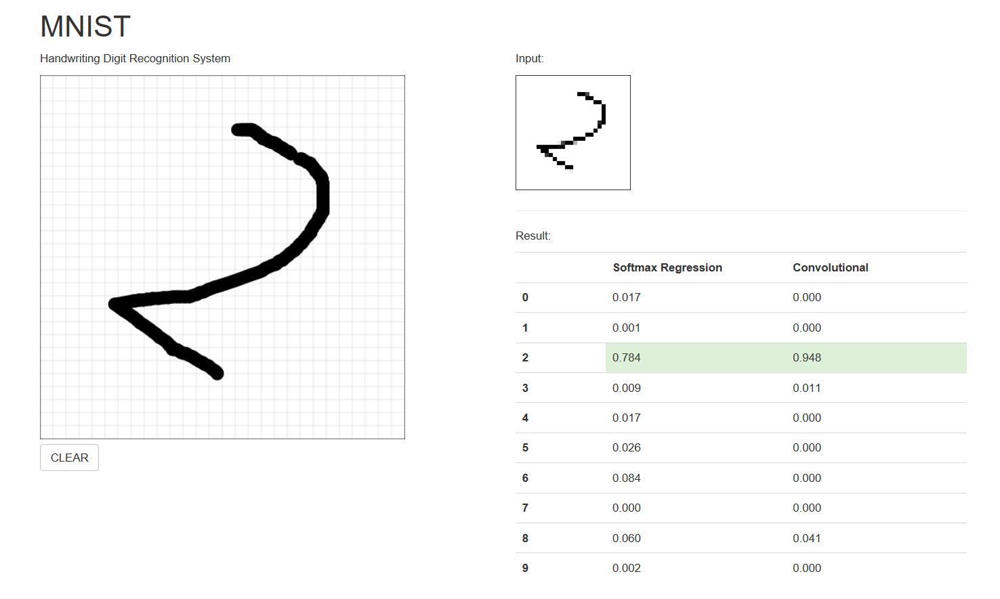 MNIST
Handwriting Digit Recognition System
2
CLEAR
Input:
2
Result:
Softmax Regression Convolutional
0 0.017 0.000
1 0.001 0.000
2 0.784 0.948
3 0.009 0.011
4 0.017 0.000
5 0.026 0.000
6 0.084 0.000
7 0.000 0.000
8 0.060 0.041
9 0.002 0.000